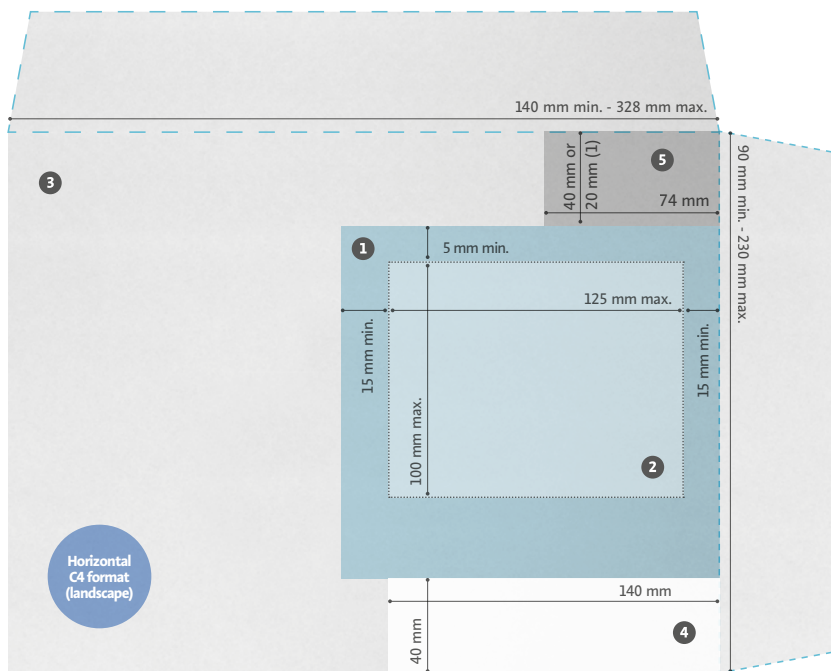 140 mm min. - 328 mm max.
3
40 mm or
20 mm (1)
5
74 mm
90 mm min. - 230 mm max.
1
5 mm min.
125 mm max.
15 mm min.
15 mm min.
100 mm max.
2
Horizontal
C4 format
(landscape)
140 mm
40 mm
4